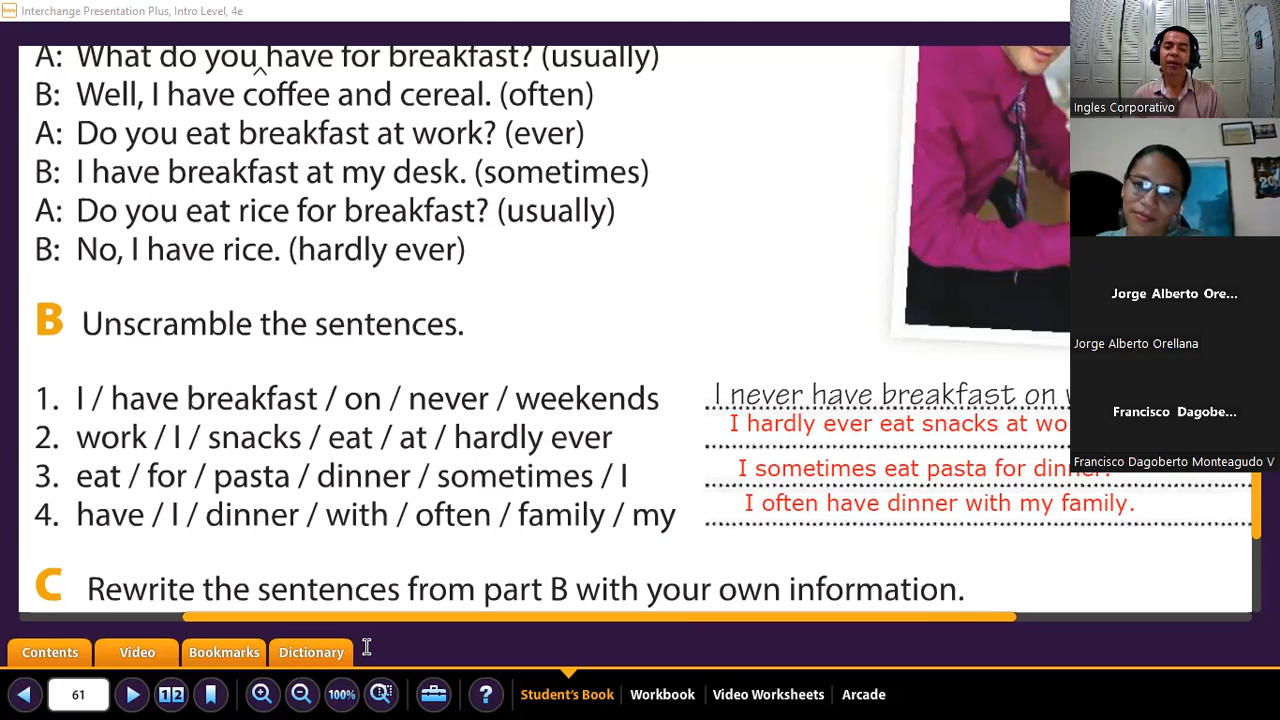 Interchange Presentation Plus, Intro Level, 4e
A: What do you have for breakfast? (usually)
B: Well, I have coffee and cereal. (often)
A: Do you eat breakfast at work? (ever)
B: I have breakfast at my desk. (sometimes)
A: Do you eat rice for breakfast? (usually)
B: No, I have rice. (hardly ever)
B Unscramble the sentences.
1. I / have breakfast / on / never / weekends
I never have breakfast on
2. work / I / snacks / eat / at / hardly ever
I hardly ever eat snacks at wo
3. eat / for / pasta / dinner / sometimes / I
I sometimes eat pasta for dinner.
4. have / I / dinner / with / often / family / my
I often have dinner with my family.
C Rewrite the sentences from part B with your own information.
Ingles Corporativo
Jorge Alberto Ore...
Jorge Alberto Orellana
Francisco Dagobe...
Francisco Dagoberto Monteagudo V
20
Contents Video Bookmarks Dictionary
61 1 2 100% ? Student's Book Workbook Video Worksheets Arcade